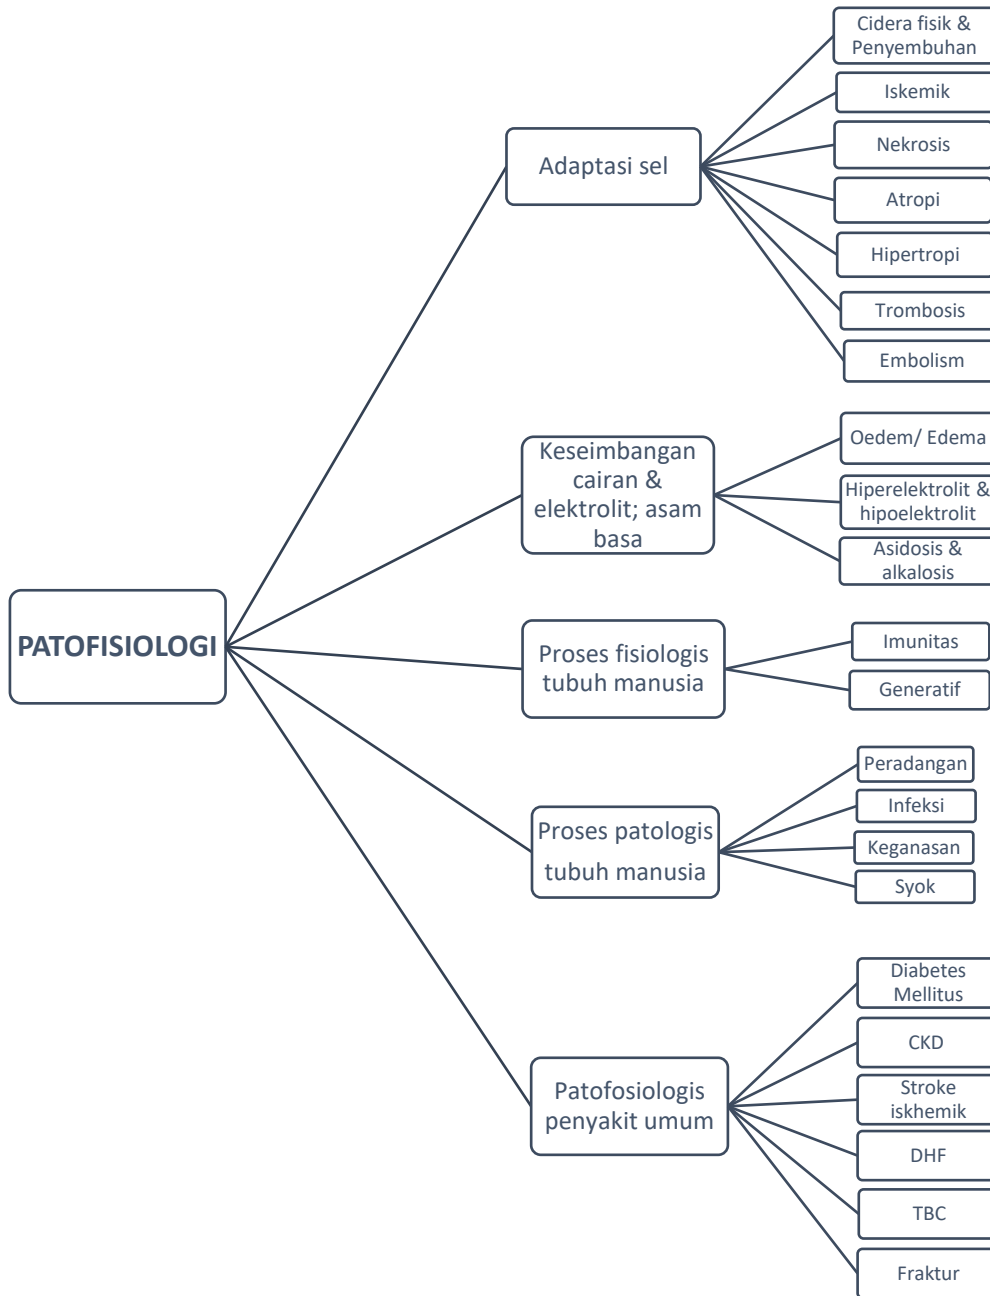 PATOFISIOLOGI
Adaptasi sel
Cidera fisik &
Penyembuhan
Iskemik
Nekrosis
Atropi
Hipertropi
Trombosis
Embolism
Keseimbangan
cairan &
elektrolit; asam
basa
Oedem/ Edema
Hiperelektrolit &
hipoelektrolit
Asidosis &
alkalosis
Proses fisiologis
tubuh manusia
Imunitas
Generatif
Proses patologis
tubuh manusia
Peradangan
Infeksi
Keganasan
Syok
Patofosiologis
penyakit umum
Diabetes
Mellitus
CKD
Stroke
iskhemik
DHF
TBC
Fraktur